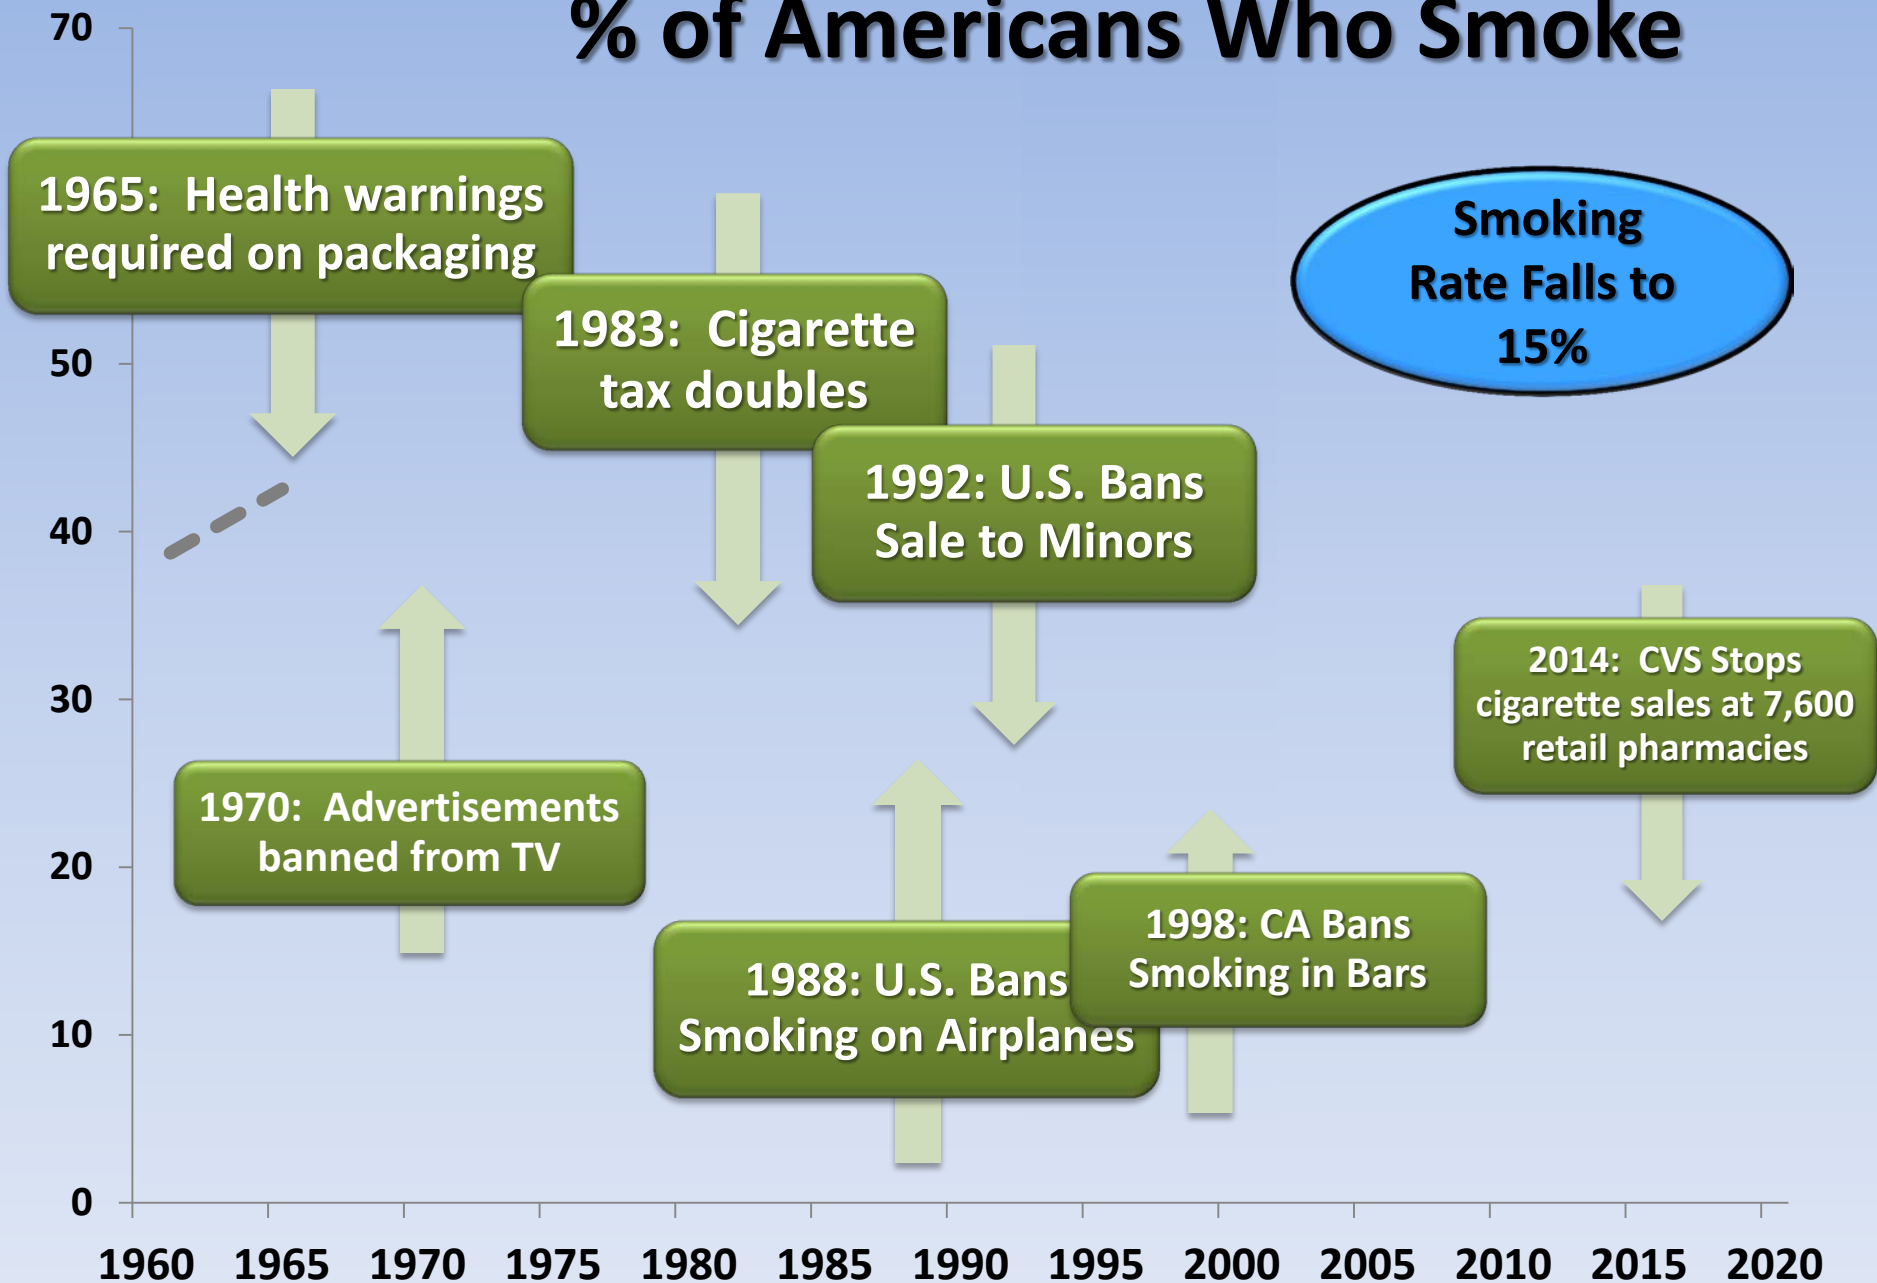 % of Americans Who Smoke
70
50
40
30
20
10
0
1965:  Health warnings
required on packaging
1983:  Cigarette
tax doubles
1992: U.S. Bans
Sale to Minors
Smoking
Rate Falls to
15%
2014:  CVS Stops
cigarette sales at 7,600
retail pharmacies
1970:  Advertisements
banned from TV
1988: U.S. Bans
Smoking on Airplanes
1998: CA Bans
Smoking in Bars
1960 1965 1970 1975 1980 1985 1990 1995 2000 2005 2010 2015 2020